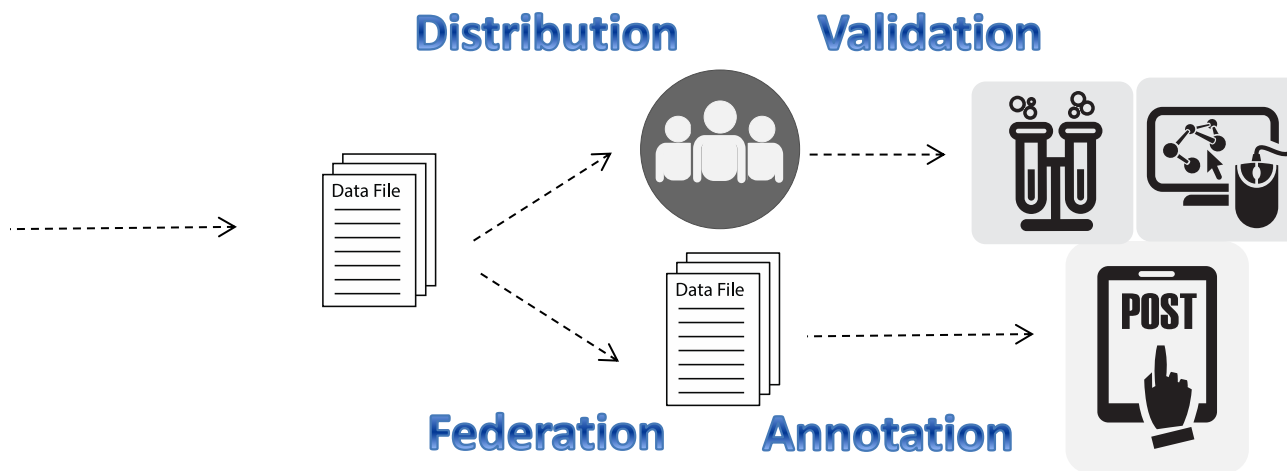 Distribution
Validation
Data File
Data File
POST
Federation
Annotation